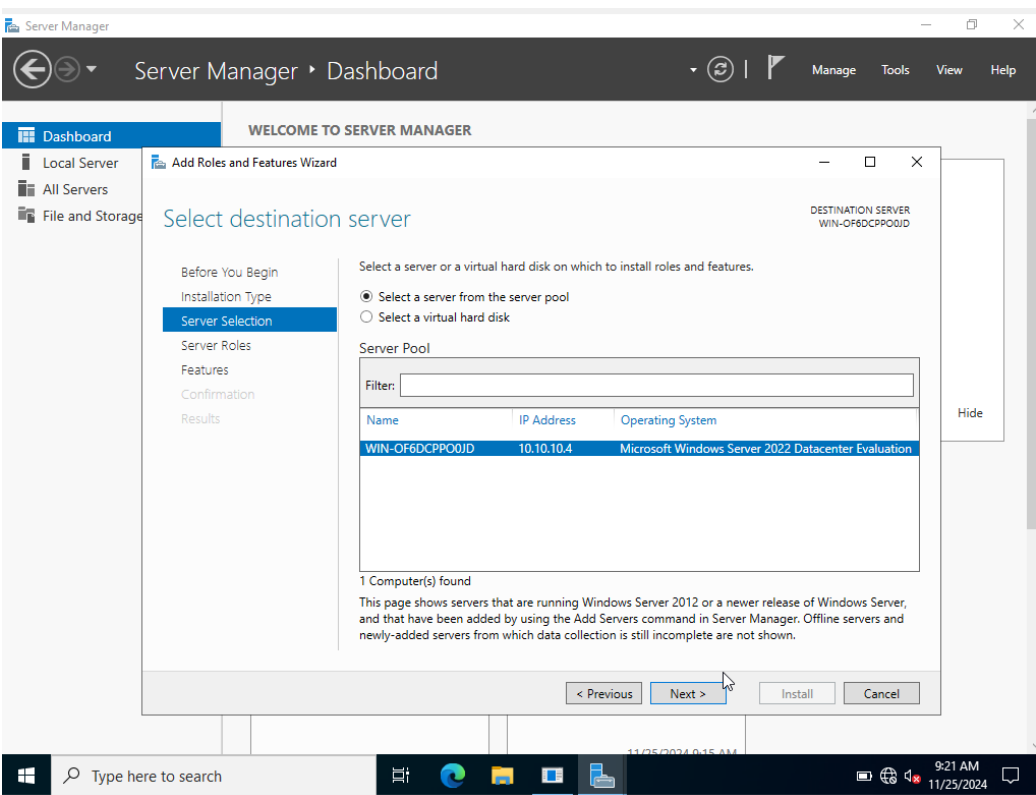 Server Manager
Server Manager • Dashboard
Manage Tools View Help
Dashboard
Local Server
All Servers
File and Storage
WELCOME TO SERVER MANAGER
Add Roles and Features Wizard
Select destination server
DESTINATION SERVER
WIN-OF6DCPPO0JD
Before You Begin
Installation Type
Server Selection
Server Roles
Features
Confirmation
Results
Select a server or a virtual hard disk on which to install roles and features.
Select a server from the server pool
Select a virtual hard disk
Server Pool
Filter:
Name IP Address Operating System
WIN-OF6DCPPO0JD 10.10.10.4 Microsoft Windows Server 2022 Datacenter Evaluation
1 Computer(s) found
This page shows servers that are running Windows Server 2012 or a newer release of Windows Server,
and that have been added by using the Add Servers command in Server Manager. Offline servers and
newly-added servers from which data collection is still incomplete are not shown.
< Previous Next > Install Cancel
Hide
11/25/2024 9:15 AM
Type here to search
9:21 AM
11/25/2024